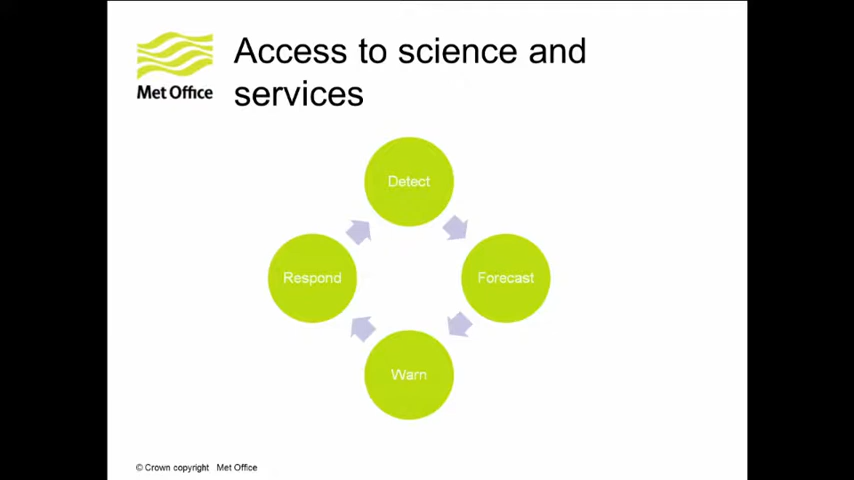 Access to science and
services
Met Office
Detect
Respond
Forecast
Warn
© Crown copyright Met Office